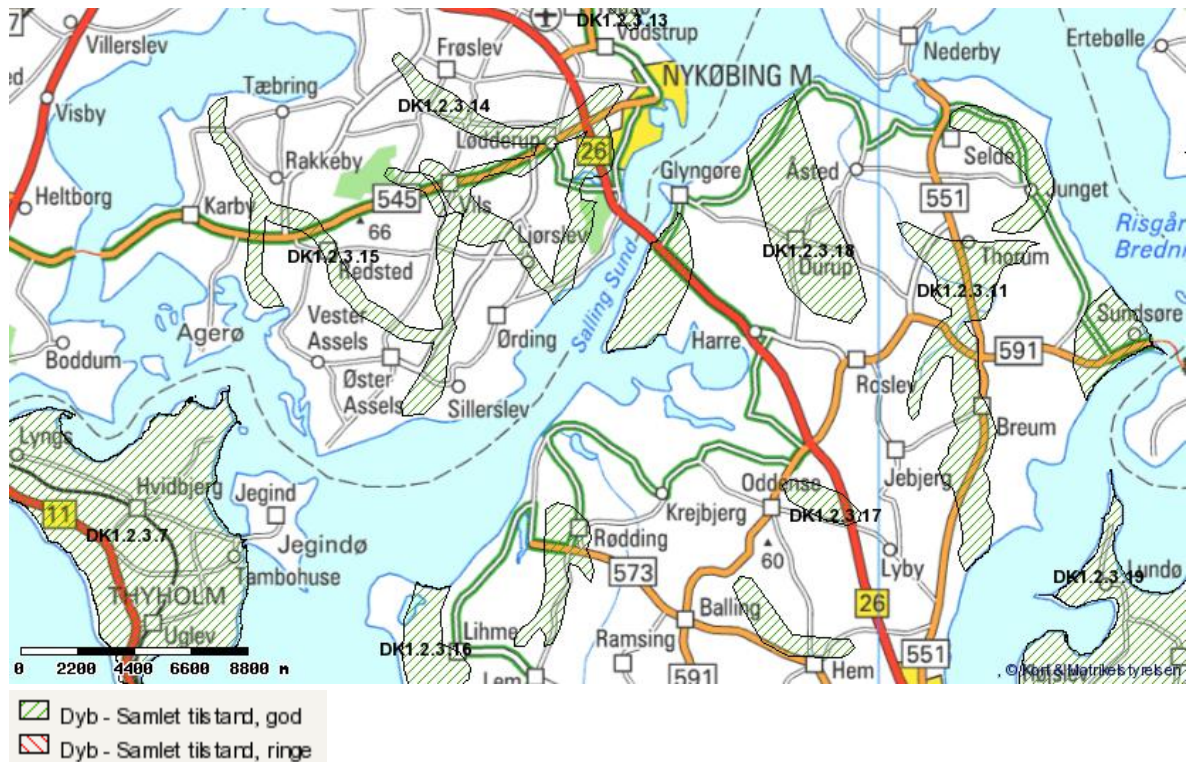 DK1.2.3.13
Villerslev
Vodstrup
Nederby
Ertebølle
Frøslev
Tæbring
NYKØBING M
DK1.2.3.14
Visby
Lødderup
26
Selde
Rakkeby
Glyngøre
Åsted
Junget
Heltborg
Karby
545
Vils
551
66
Ljørslev
DK1.2.3.15
Redsted
DK1.2.3.18
Durup
Thorum
Salling Sund
DK1.2.3.11
Sundsøre
Agerø
Vester
Assels
Ørding
Harre
591
Boddum
Øster
Assels
Sillerslev
Roslev
Breum
Lyngs
Hvidbjerg
Jegind
Oddense
Jebjerg
11
DK1.2.3.7
Jegindø
Krejbjerg
DK1.2.3.17
Rødding
60
Lyby
Tambohuse
573
DK1.2.3.19
Lundø
THYHOLM
Balling
26
Uglev
Lihme
DK1.2.3.16
Ramsing
Hem
551
0 2200 4400 6600 8800 m
Lem
591
, © Kort & Matrikelstyrelsen
Dyb - Samlet tilstand, god
Dyb - Samlet tilstand, ringe